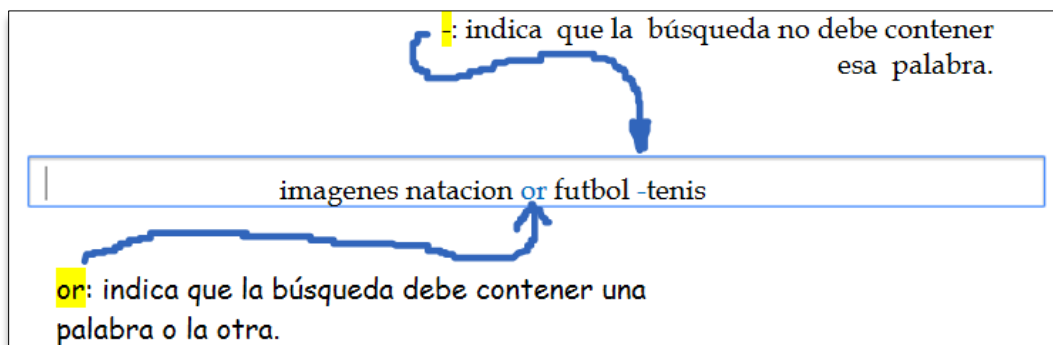 -: indica que la búsqueda no debe contener
esa palabra.
imagenes natacion or futbol -tenis
or: indica que la búsqueda debe contener una
palabra o la otra.